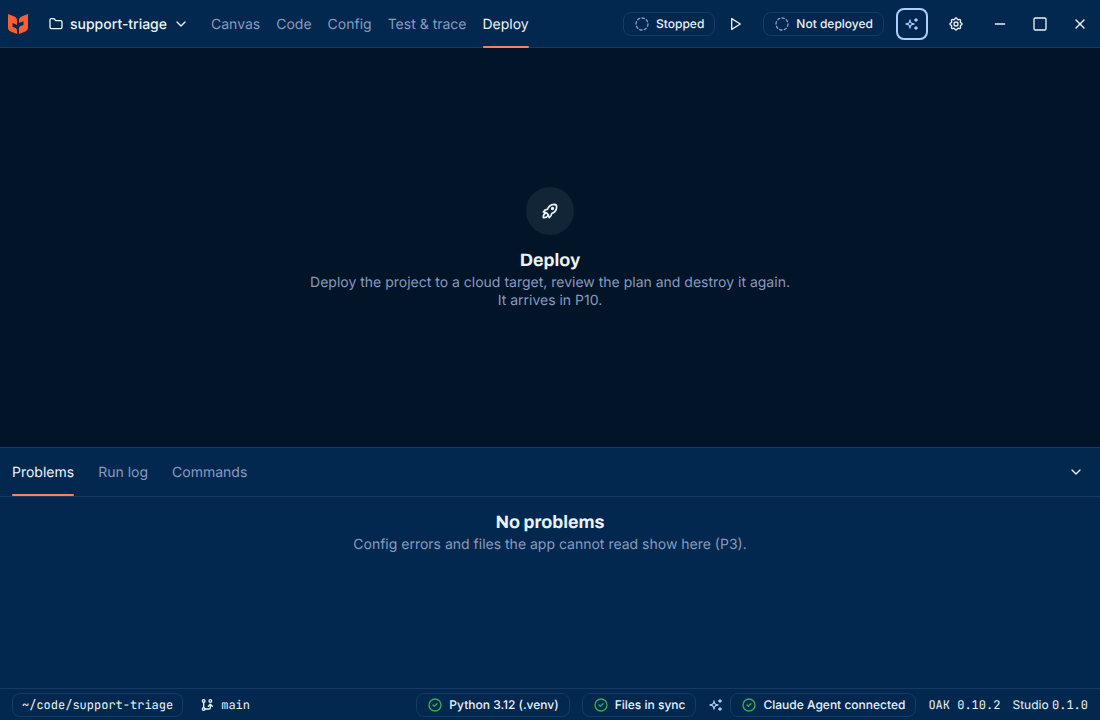 support-triage
Canvas
Code
Config
Test & trace
Deploy
Stopped
Not deployed
Deploy
Deploy the project to a cloud target, review the plan and destroy it again.
It arrives in P10.
Problems
Run log
Commands
No problems
Config errors and files the app cannot read show here (P3).
~/code/support-triage
main
Python 3.12 (.venv)
Files in sync
Claude Agent connected
OAK 0.10.2
Studio 0.1.0